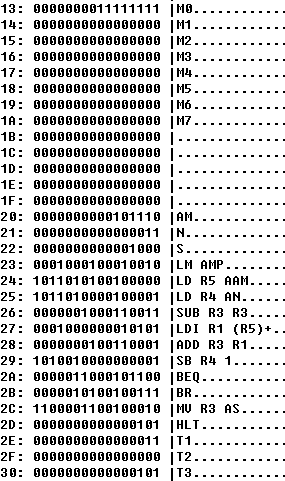 13: 0000000011111111 |M0...........
14: 0000000000000000 |M1...........
15: 0000000000000000 |M2...........
16: 0000000000000000 |M3...........
17: 0000000000000000 |M4...........
18: 0000000000000000 |M5...........
19: 0000000000000000 |M6...........
1A: 0000000000000000 |M7...........
1B: 0000000000000000 |.............
1C: 0000000000000000 |.............
1D: 0000000000000000 |.............
1E: 0000000000000000 |.............
1F: 0000000000000000 |.............
20: 0000000000101110 |AM...........
21: 0000000000000011 |N............
22: 0000000000001000 |S............
23: 0001000100010010 |LM AMP.......
24: 1011010100100000 |LD R5 AAM....
25: 1011010000100001 |LD R4 AN.....
26: 0000001000110011 |SUB R3 R3....
27: 0001000000010101 |LDI R1 (R5)+.
28: 0000000100110001 |ADD R3 R1....
29: 1010010000000001 |SB R4 1......
2A: 0000011000101100 |BEQ..........
2B: 0000010100100111 |BR...........
2C: 1100001100100010 |MV R3 AS.....
2D: 0000000000000101 |HLT..........
2E: 0000000000000011 |T1...........
2F: 0000000000000000 |T2...........
30: 0000000000000101 |T3...........